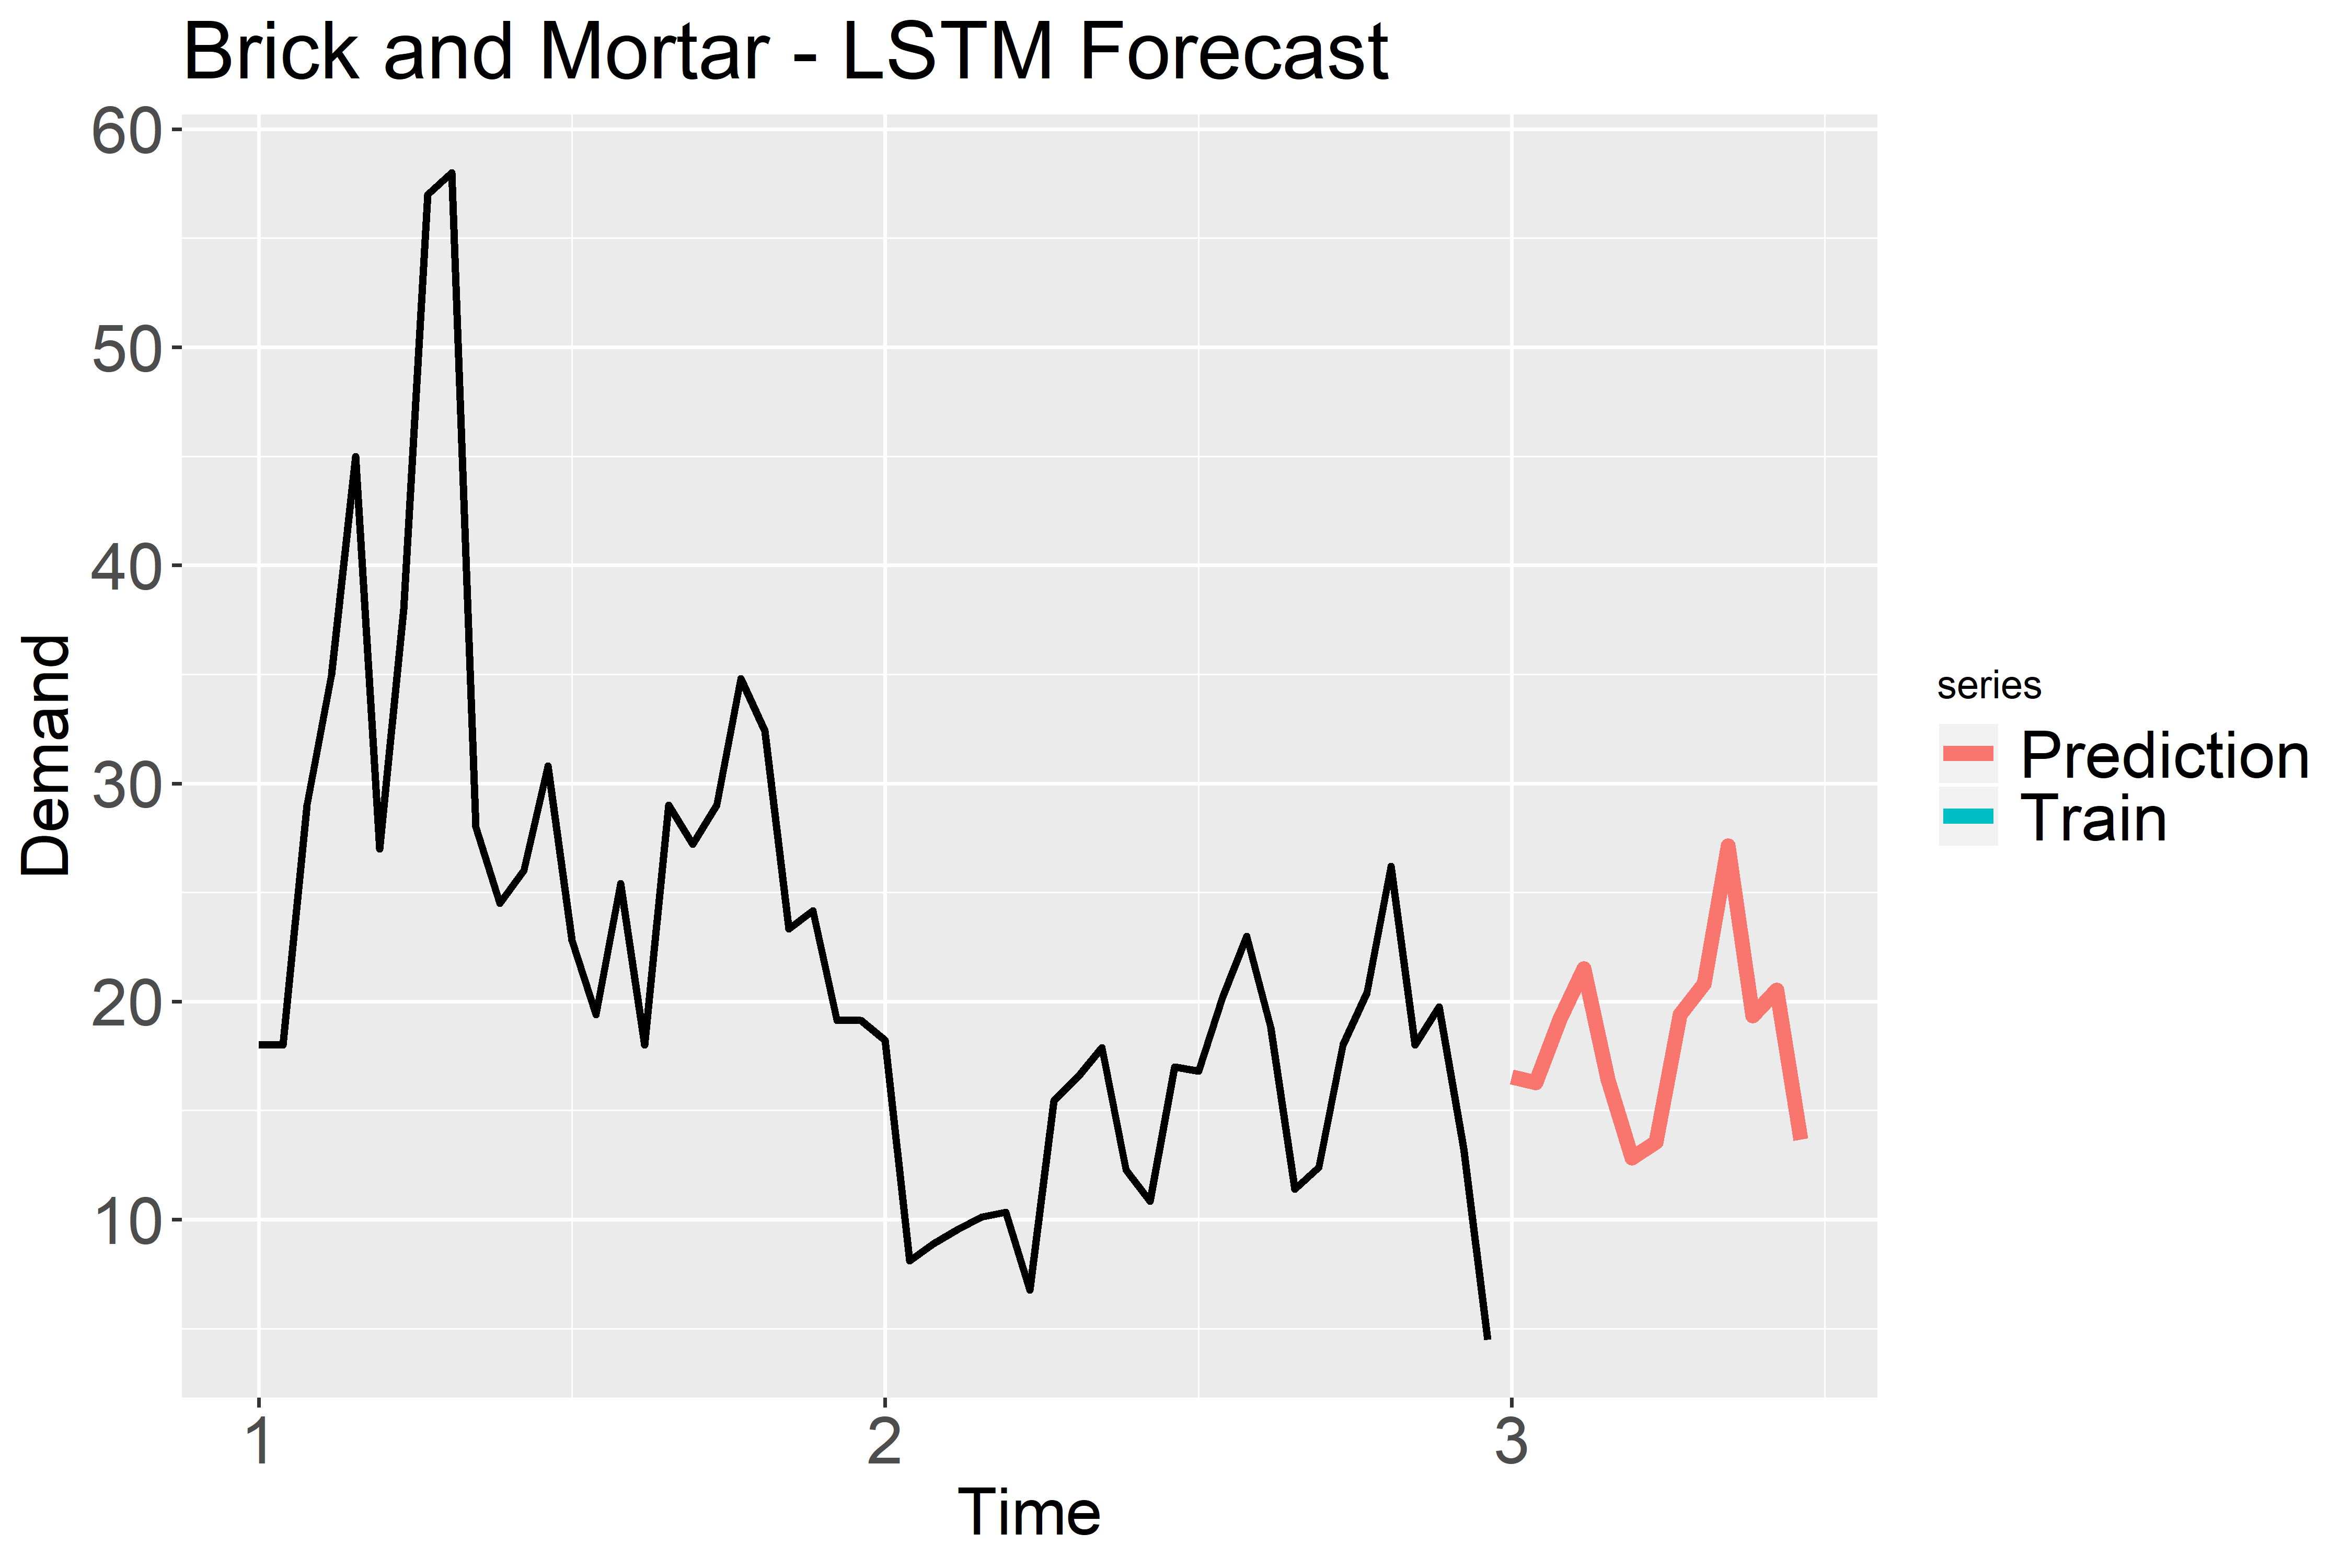 Brick and Mortar - LSTM Forecast
60
50
40
30
20
10
Demand
1
2
3
Time
series
Prediction
Train